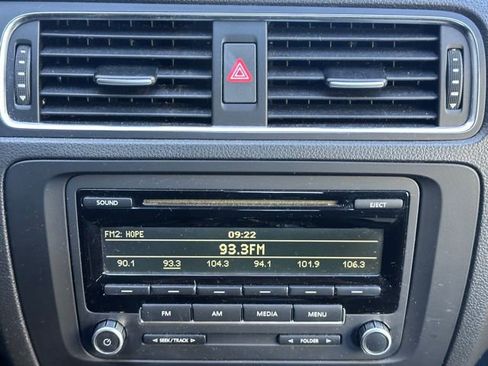 SOUND EJECT
FM2: HOPE 09:22
93.3FM
90.1 93.3 104.3 94.1 101.9 106.3
FM AM MEDIA MENU
◁ SEEK/TRACK ▷ ◁ FOLDER ▷